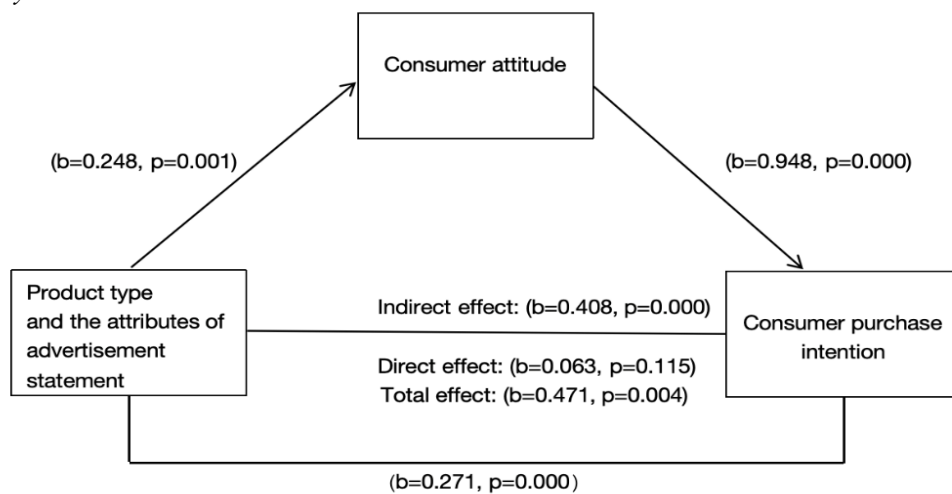 y
Consumer attitude
(b=0.248, p=0.001)
(b=0.948, p=0.000)
Product type
and the attributes of
advertisement
statement
Indirect effect: (b=0.408, p=0.000)
Direct effect: (b=0.063, p=0.115)
Total effect: (b=0.471, p=0.004)
Consumer purchase
intention
(b=0.271, p=0.000)